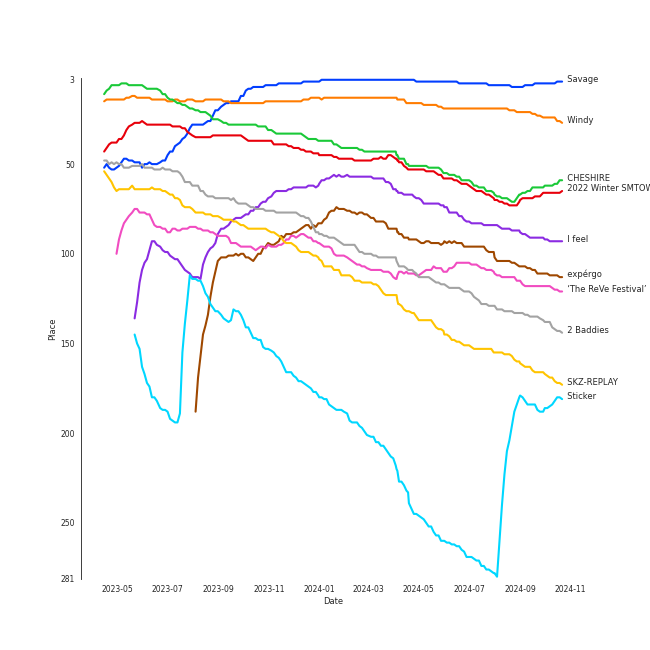 3
50
100
150
200
250
281
Place
2023-05
2023-07
2023-09
2023-11
2024-01
2024-03
2024-05
2024-07
2024-09
2024-11
Date
Savage
Windy
CHESHIRE
2022 Winter SMTOW
I feel
expérgo
‘The ReVe Festival’
2 Baddies
SKZ-REPLAY
Sticker